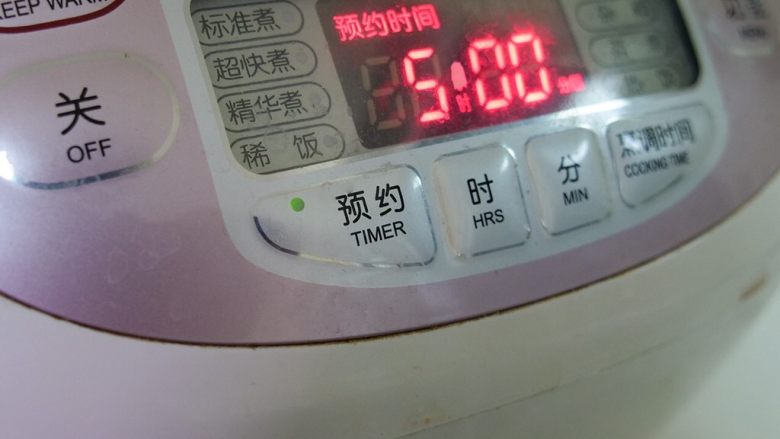 KEEP WARM
关
OFF
标准煮
超快煮
精华煮
稀 饭
预约时间
5:00
时
分
预约
TIMER
时
HRS
分
MIN
烹调时间
COOKING TIME